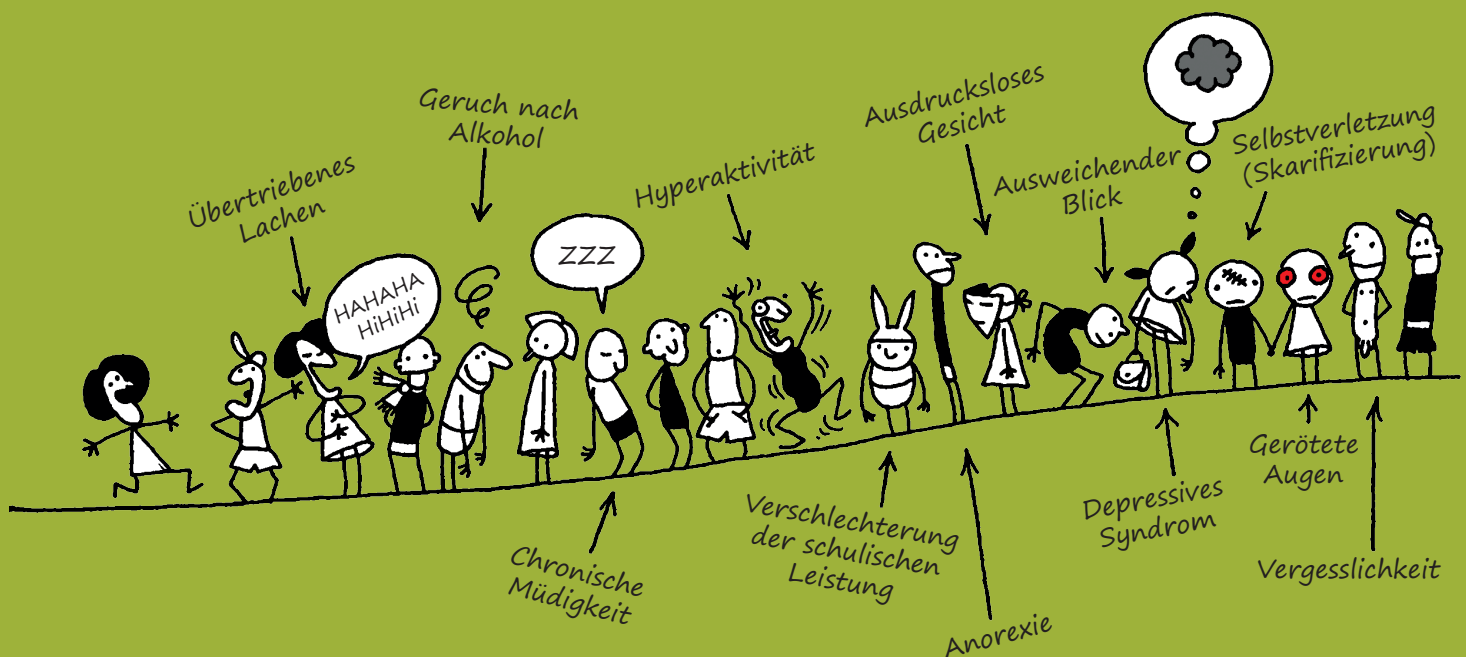 Übertriebenes
Lachen
HAHAHA
HiHiHi
Geruch nach
Alkohol
ZZZ
Chronische
Müdigkeit
Hyperaktivität
Verschlechterung
der schulischen
Leistung
Ausdrucksloses
Gesicht
Anorexie
Ausweichender
Blick
Depressives
Syndrom
Selbstverletzung
(Skarifizierung)
Gerötete
Augen
Vergesslichkeit